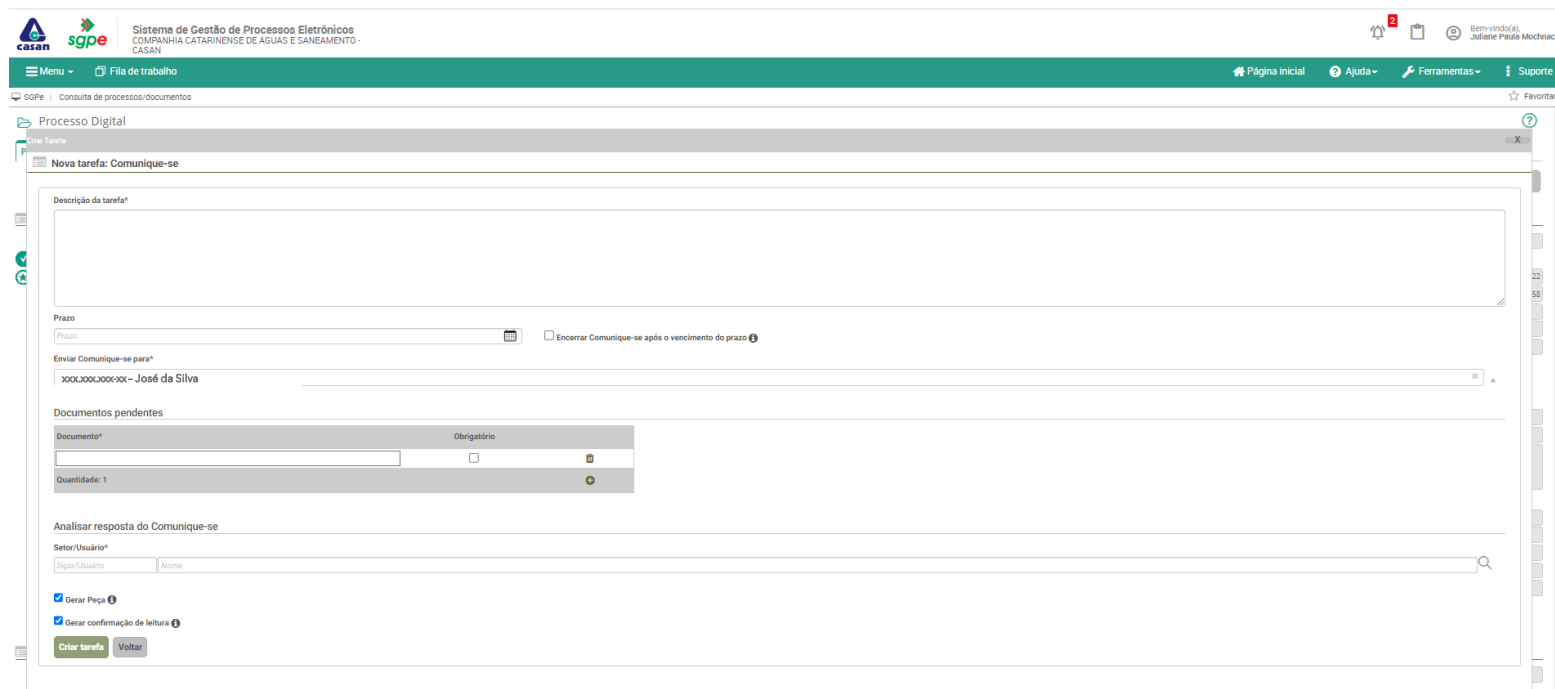 casan
sgpe
Sistema de Gestão de Processos Eletrônicos
COMPANHIA CATARINENSE DE ÁGUAS E SANEAMENTO -
CASAN
2
Bem-vindo(a),
Juliane Paula Mochnac
Menu
Fila de trabalho
Página inicial
Ajuda
Ferramentas
Suporte
SGPe | Consulta de processos/documentos
Favoritar
Processo Digital
?
Criar Tarefa
X
P
Nova tarefa: Comunique-se
Descrição da tarefa*
22
58
Prazo
Prazo
Encerrar Comunique-se após o vencimento do prazo
Enviar Comunique-se para*
xxx.xxx.xxx-xx – José da Silva
Documentos pendentes
Documento*
Obrigatório
Quantidade: 1
Analisar resposta do Comunique-se
Setor/Usuário*
Sigla/Usuário
Nome
Gerar Peça
Gerar confirmação de leitura
Criar tarefa
Voltar